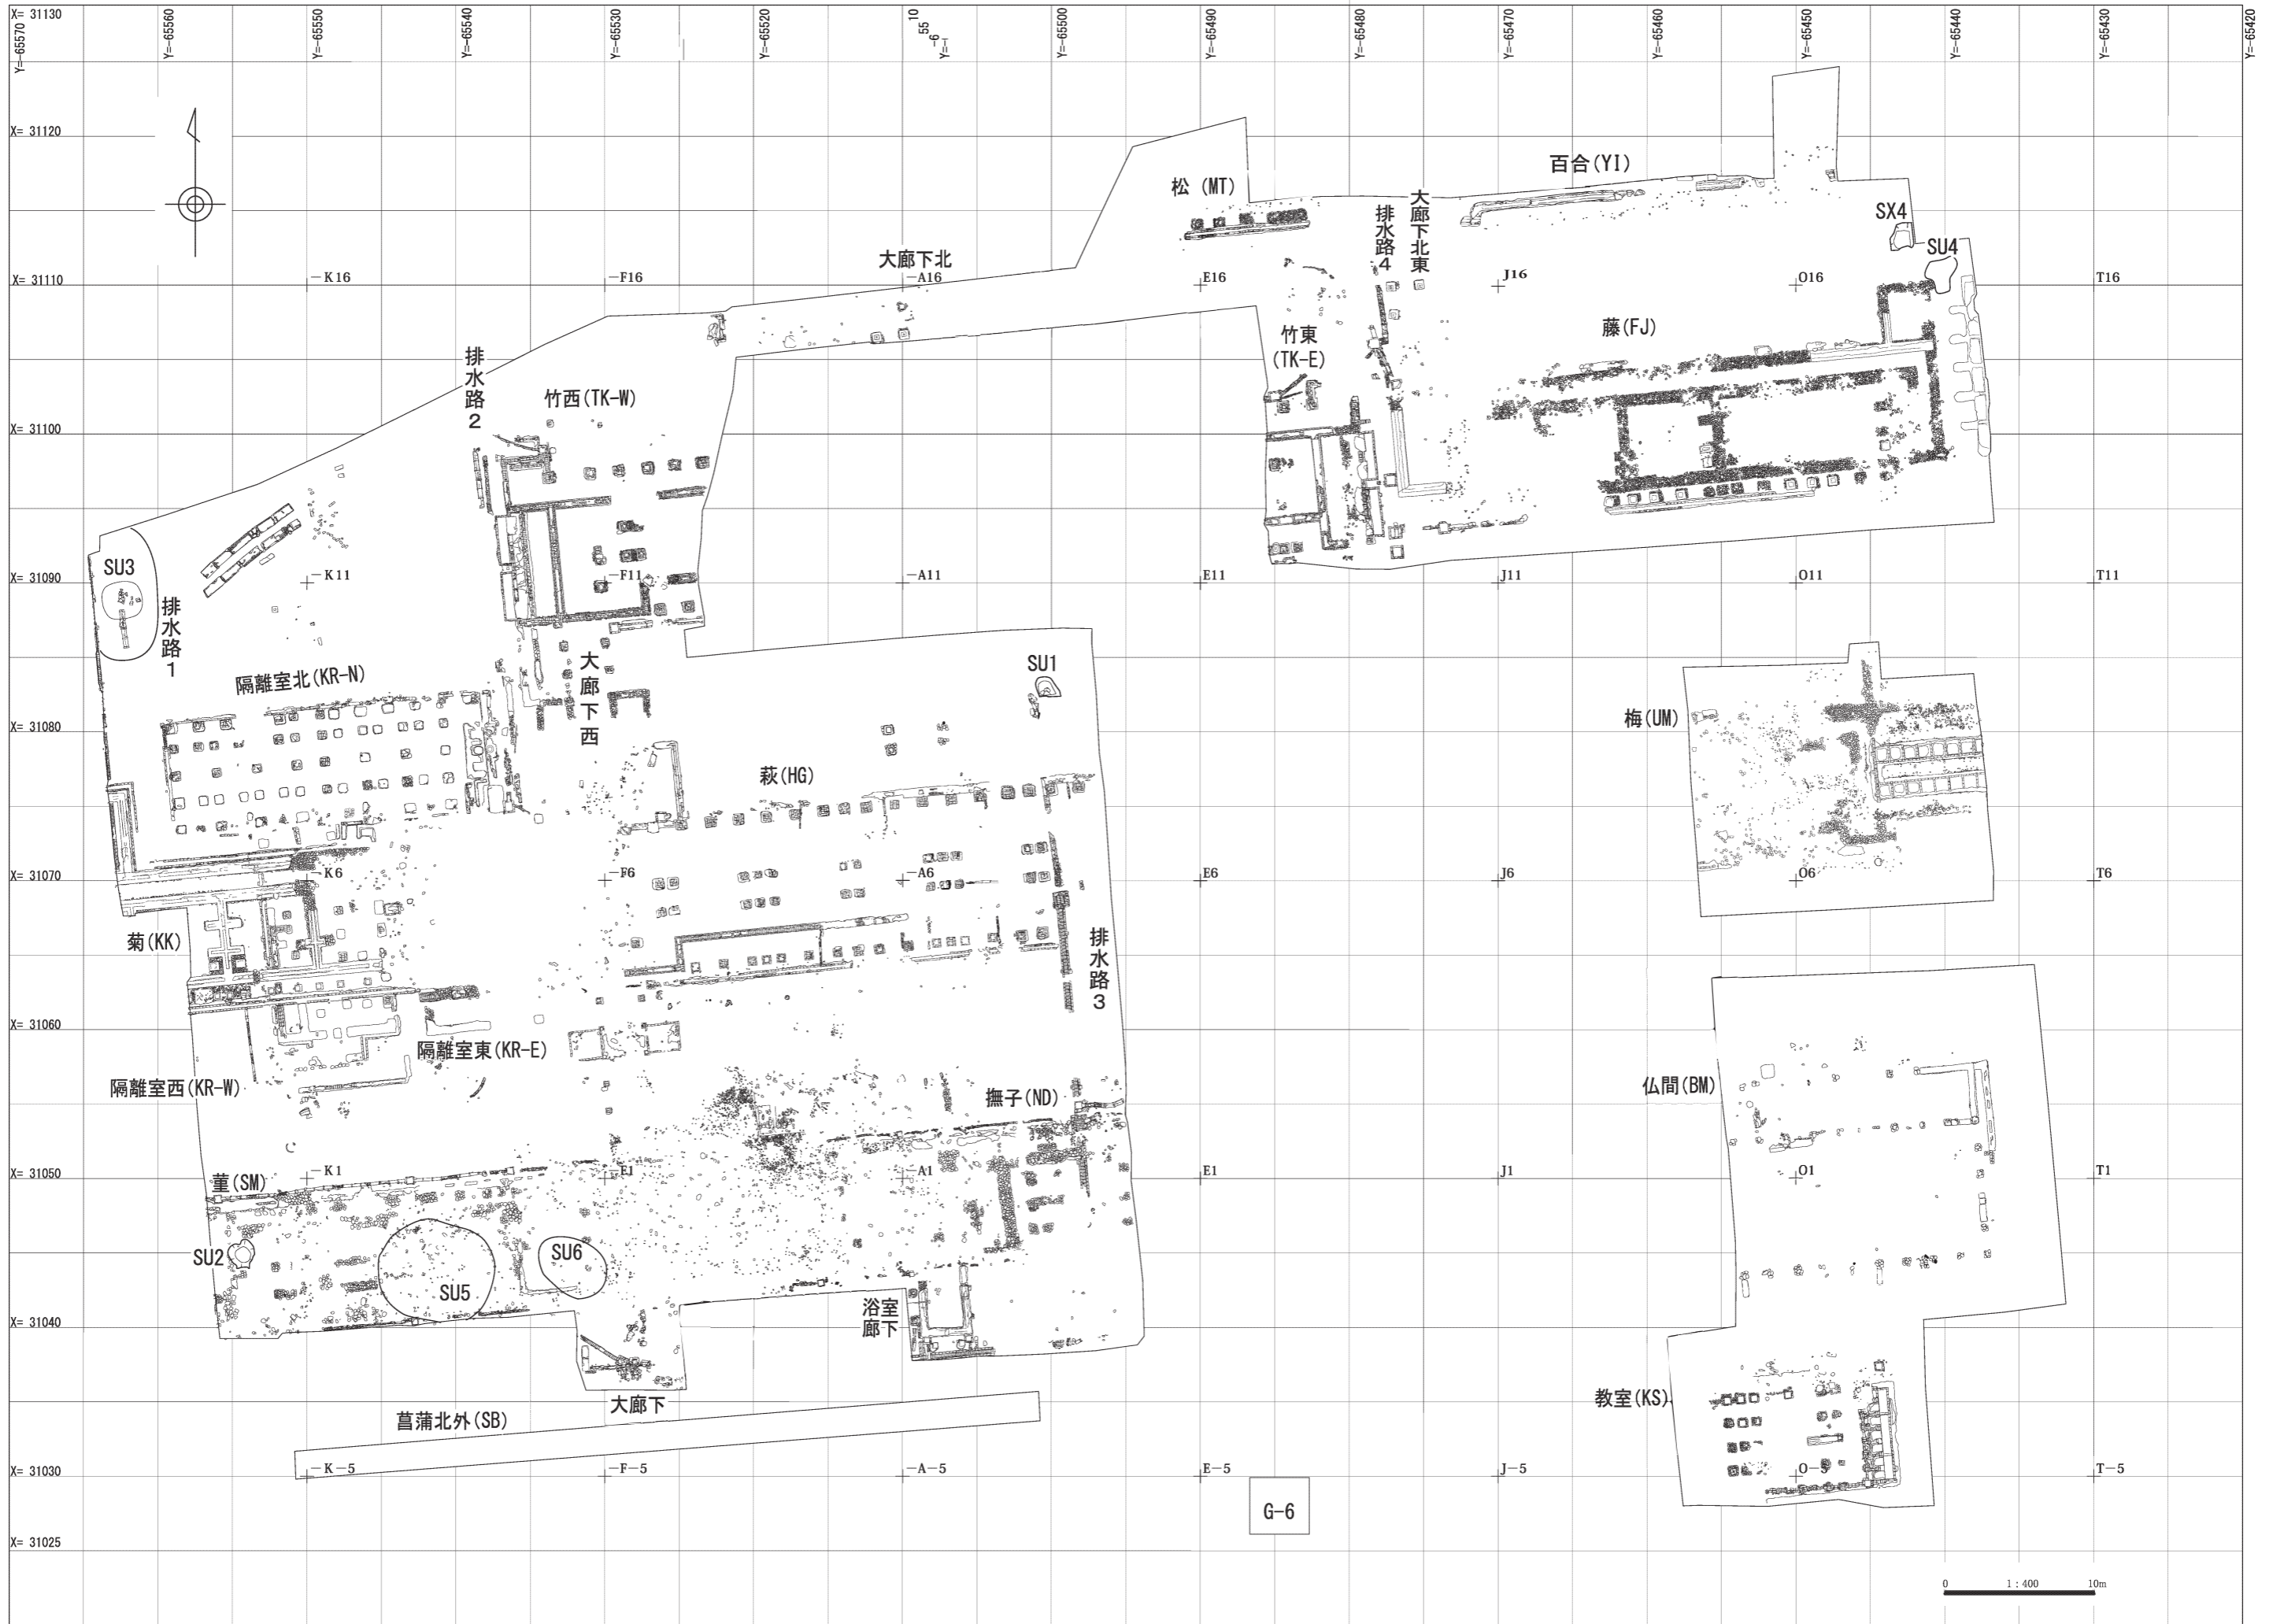 X= 31130
Y=-65570
Y=-65560
Y=-65550
Y=-65540
Y=-65530
Y=-65520
10
55
-6
Y=-
Y=-65500
Y=-65490
Y=-65480
Y=-65470
Y=-65460
Y=-65450
Y=-65440
Y=-65430
Y=-65420
X= 31120
百合(YI)
松 (MT)
排水路4
大廊下北東
SX4
SU4
大廊下北
X= 31110
-K16
-F16
-A16
E16
J16
O16
T16
竹東
(TK-E)
藤(FJ)
排水路2
竹西(TK-W)
X= 31100
SU3
X= 31090
-K11
-F11
-A11
E11
J11
O11
T11
排水路1
大廊下西
SU1
隔離室北(KR-N)
梅(UM)
X= 31080
萩(HG)
X= 31070
-K6
-F6
-A6
E6
J6
O6
T6
菊(KK)
排水路3
X= 31060
隔離室東(KR-E)
隔離室西(KR-W)
撫子(ND)
仏間(BM)
X= 31050
-K1
-F1
-A1
E1
J1
O1
T1
菫(SM)
SU2
SU6
SU5
浴室
廊下
X= 31040
大廊下
教室(KS)
菖蒲北外(SB)
X= 31030
-K-5
-F-5
-A-5
E-5
J-5
O-5
T-5
G-6
X= 31025
0 1:400 10m